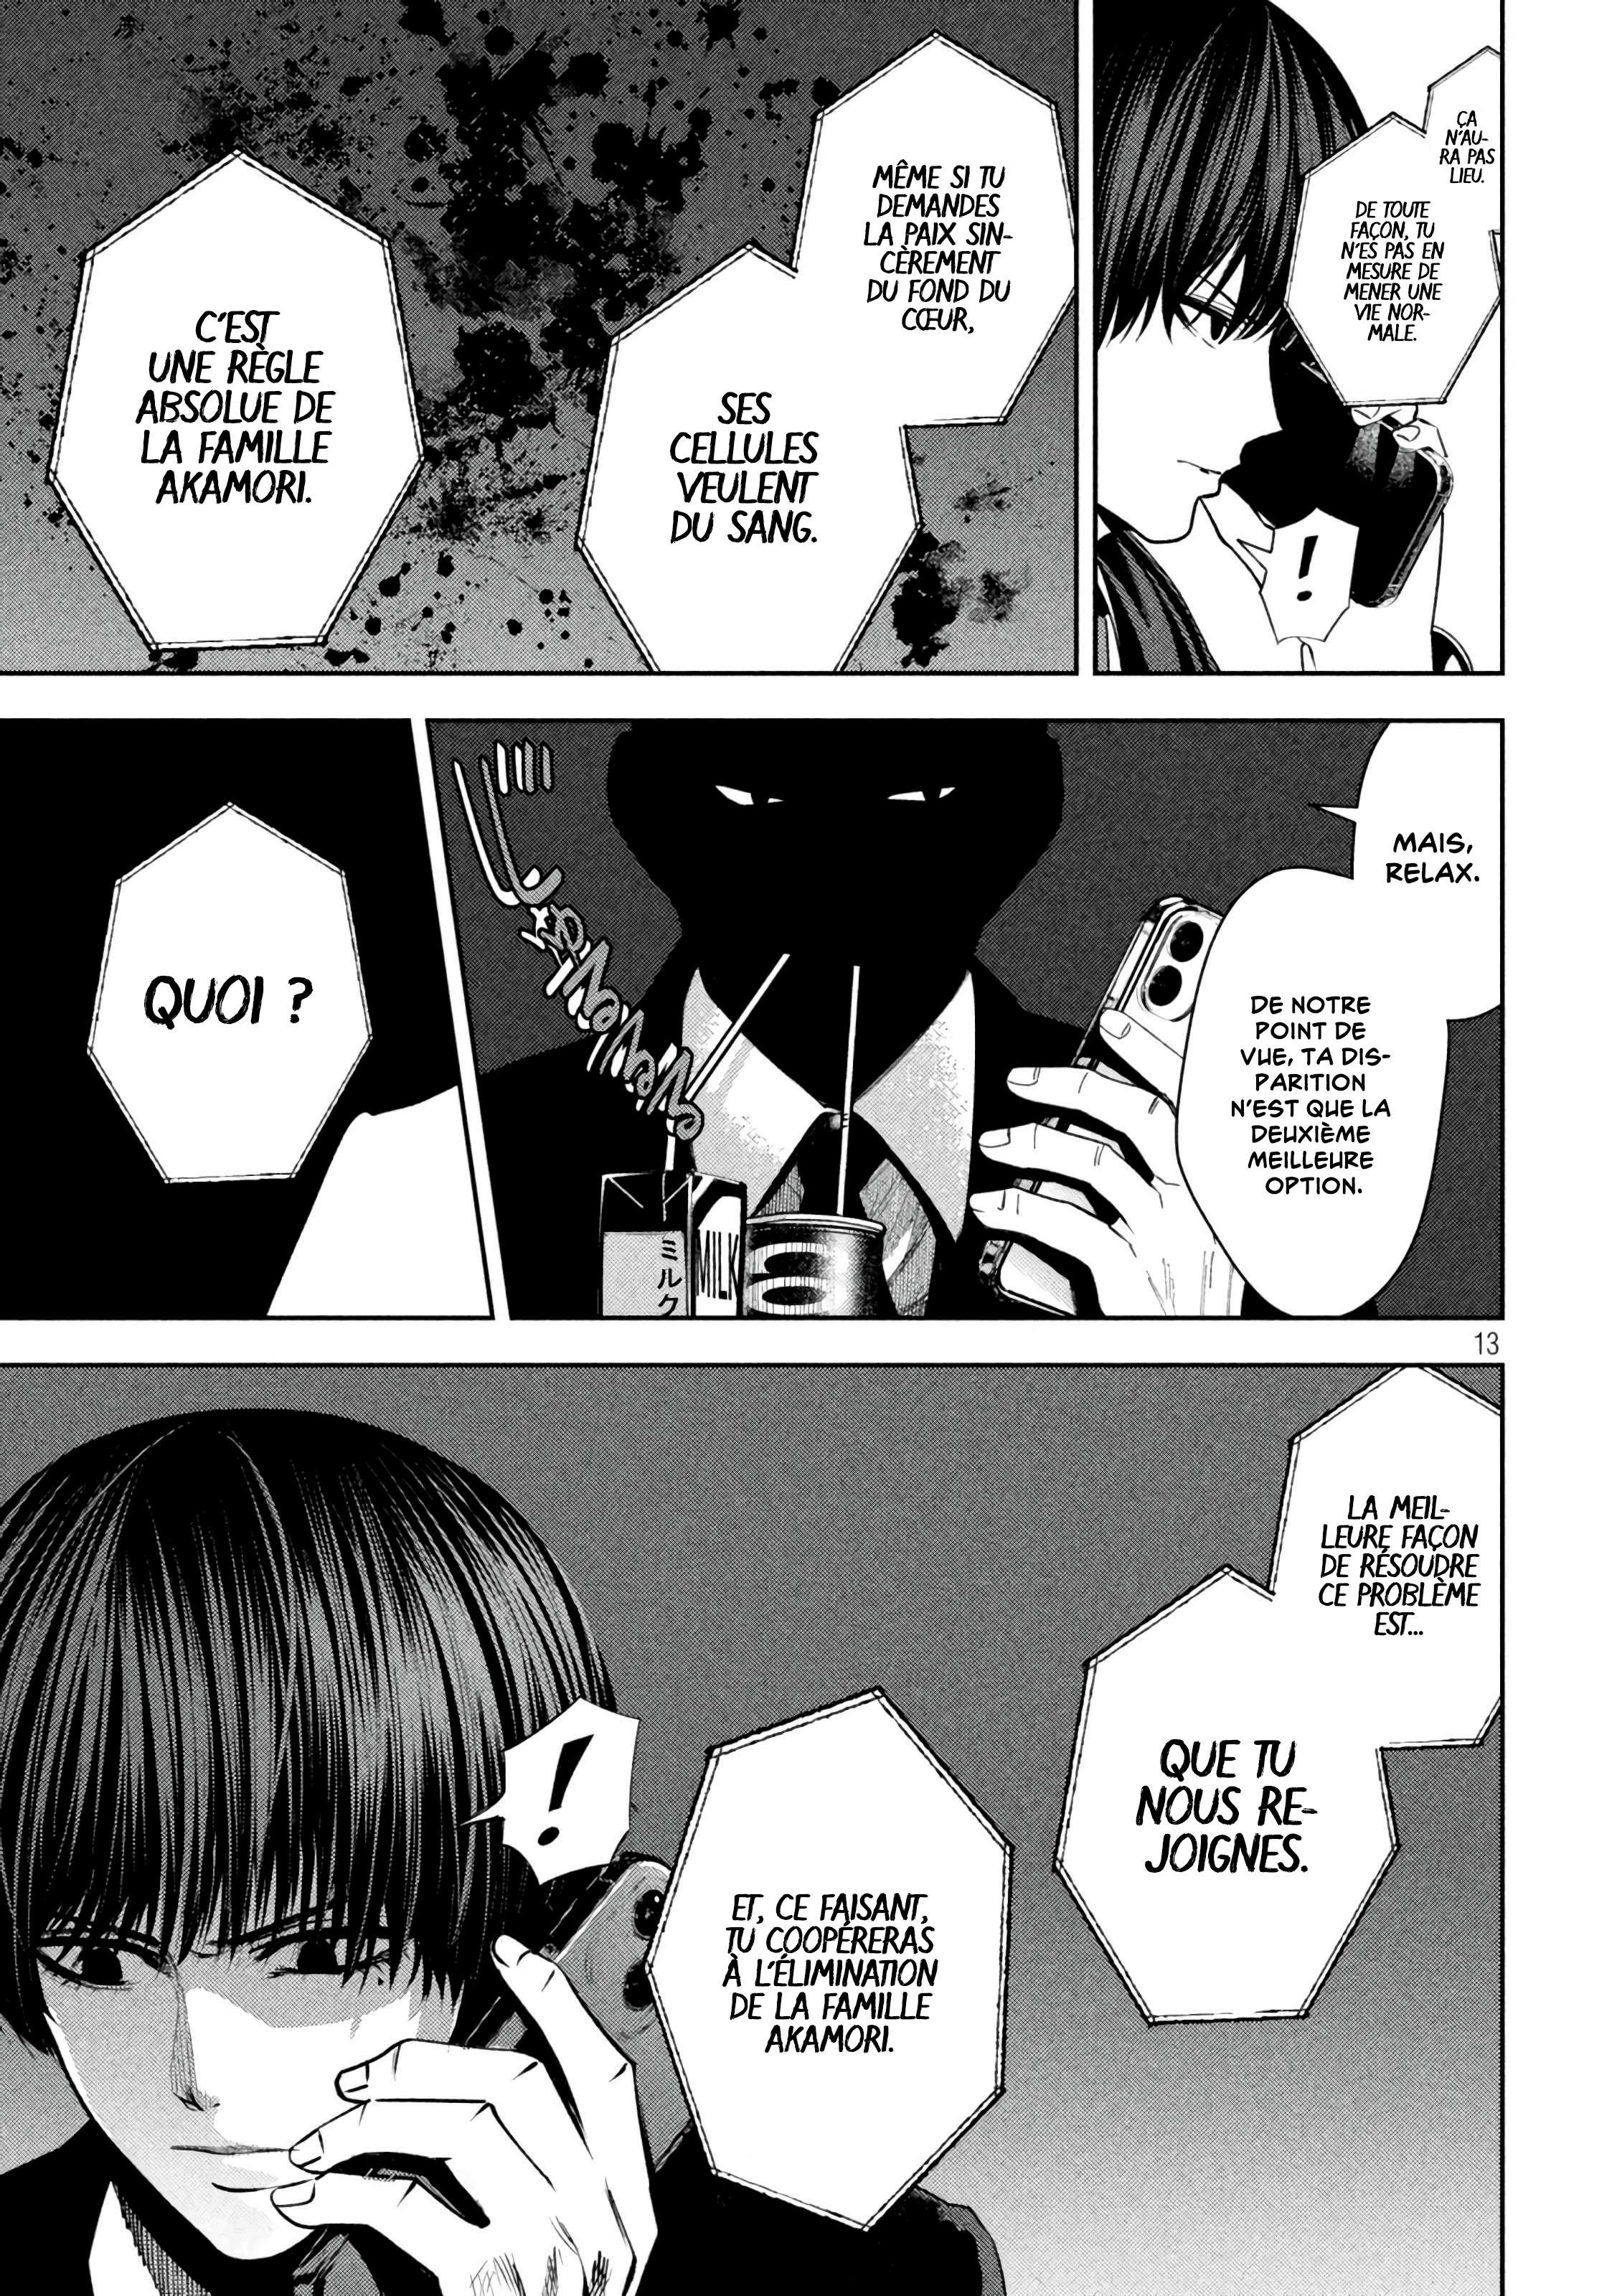 ÇA
N'AU-
RA PAS
LIEU.
DE TOUTE
FAÇON, TU
N'ES PAS EN
MESURE DE
MENER UNE
VIE NOR-
MALE.
!
MÊME SI TU
DEMANDES
LA PAIX SIN-
CÈREMENT
DU FOND DU
CŒUR,
SES
CELLULES
VEULENT
DU SANG.
C'EST
UNE RÈGLE
ABSOLUE DE
LA FAMILLE
AKAMORI.
MAIS,
RELAX.
DE NOTRE
POINT DE
VUE, TA DIS-
PARITION
N'EST QUE LA
DEUXIÈME
MEILLEURE
OPTION.
ミルク
MILK
QUOI ?
13
LA MEIL-
LEURE FAÇON
DE RÉSOUDRE
CE PROBLÈME
EST...
QUE TU
NOUS RE-
JOIGNES.
ET, CE FAISANT,
TU COOPÉRERAS
À L'ÉLIMINATION
DE LA FAMILLE
AKAMORI.
!